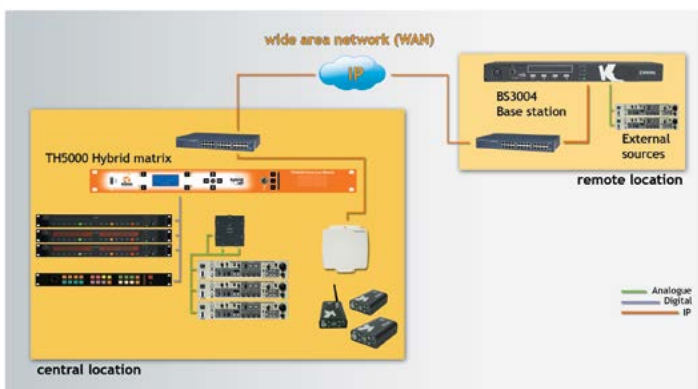 wide area network (WAN)
IP
BS3004
Base station
External
sources
remote location
TH5000 Hybrid matrix
central location
Analogue
Digital
IP